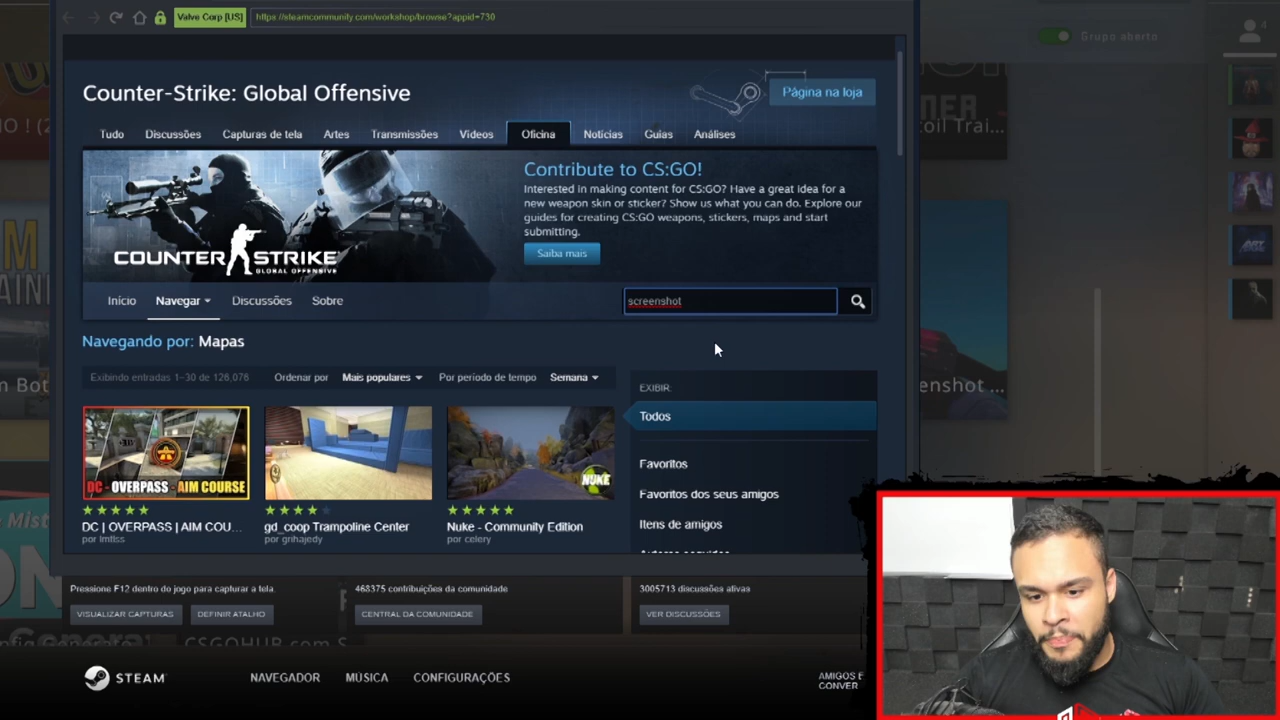 Valve Corp [US]
https://steamcommunity.com/workshop/browse?appid=730
Grupo aberto
4
Counter-Strike: Global Offensive
Página na loja
Tudo
Discussões
Capturas de tela
Artes
Transmissões
Vídeos
Oficina
Notícias
Guias
Análises
Contribute to CS:GO!
Interested in making content for CS:GO? Have a great idea for a
new weapon skin or sticker? Show us what you can do. Explore our
guides for creating CS:GO weapons, stickers, maps and start
submitting.
Saiba mais
COUNTER STRIKE
GLOBAL OFFENSIVE
Início
Navegar
Discussões
Sobre
screenshot
Navegando por: Mapas
Exibindo entradas 1–30 de 126,076
Ordenar por
Mais populares
Por período de tempo
Semana
EXIBIR:
Todos
Favoritos
Favoritos dos seus amigos
Itens de amigos
DC - OVERPASS - AIM COURSE
NUKE
DC | OVERPASS | AIM COU...
por lmtlss
gd_coop Trampoline Center
por grihajedy
Nuke - Community Edition
por celery
Pressione F12 dentro do jogo para capturar a tela.
VISUALIZAR CAPTURAS
DEFINIR ATALHO
468375 contribuições da comunidade
CENTRAL DA COMUNIDADE
3005713 discussões ativas
VER DISCUSSÕES
STEAM
NAVEGADOR
MÚSICA
CONFIGURAÇÕES
AMIGOS E
CONVER